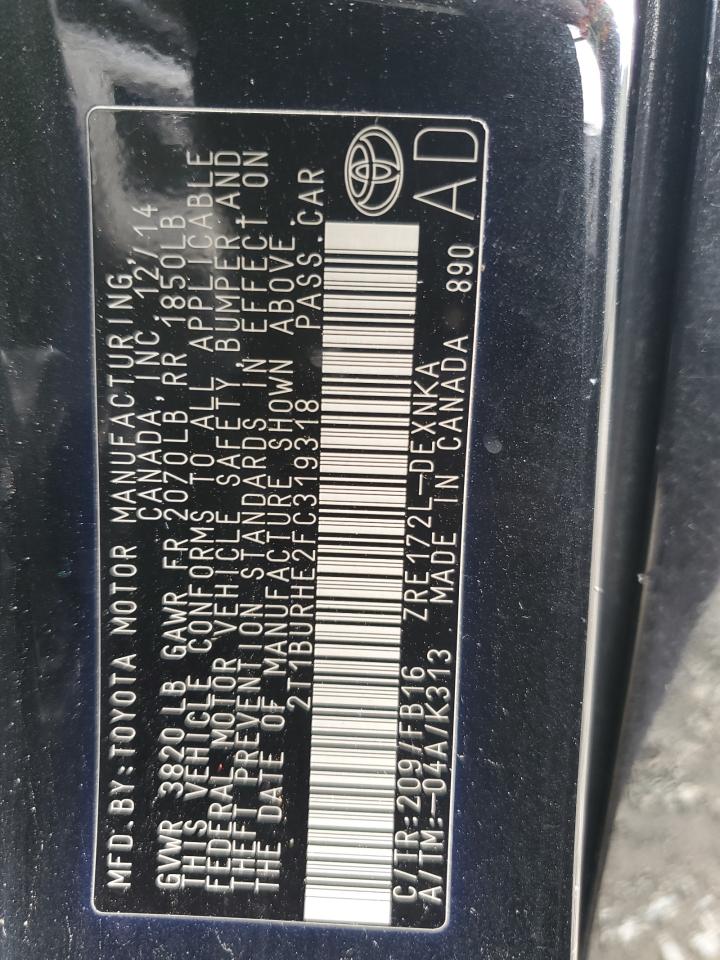 MFD.BY:TOYOTA MOTOR MANUFACTURING,
CANADA,INC. 12/14
GVWR 3820LB GAWR FR 2070LB RR 1850LB
THIS VEHICLE CONFORMS TO ALL APPLICABLE
FEDERAL MOTOR VEHICLE SAFETY BUMPER AND
THEFT PREVENTION STANDARDS IN EFFECT ON
THE DATE OF MANUFACTURE SHOWN ABOVE.
2T1BURHE2FC319318 PASS.CAR
C/TR:209/FB16 ZRE172L-DEXNKA 890
A/TM:-04A/K313 MADE IN CANADA
AD